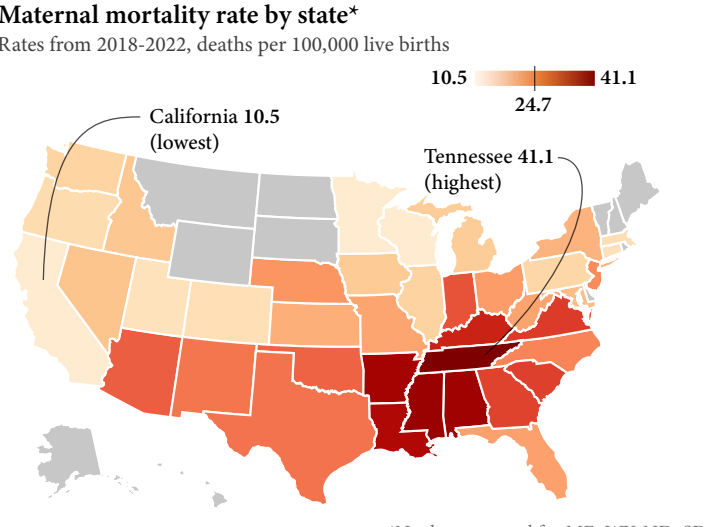 Maternal mortality rate by state*
Rates from 2018-2022, deaths per 100,000 live births
10.5 41.1
24.7
California 10.5
(lowest)
Tennessee 41.1
(highest)